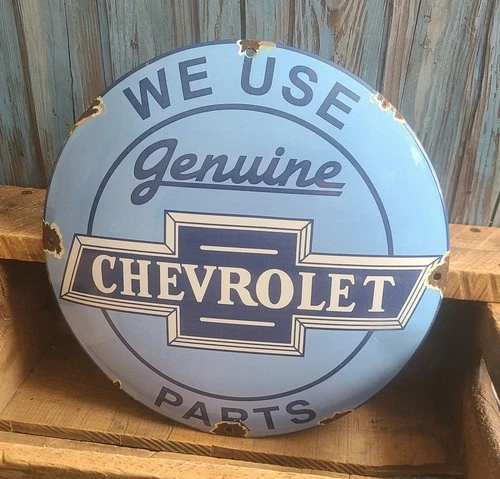 WE USE
Genuine
CHEVROLET
PARTS